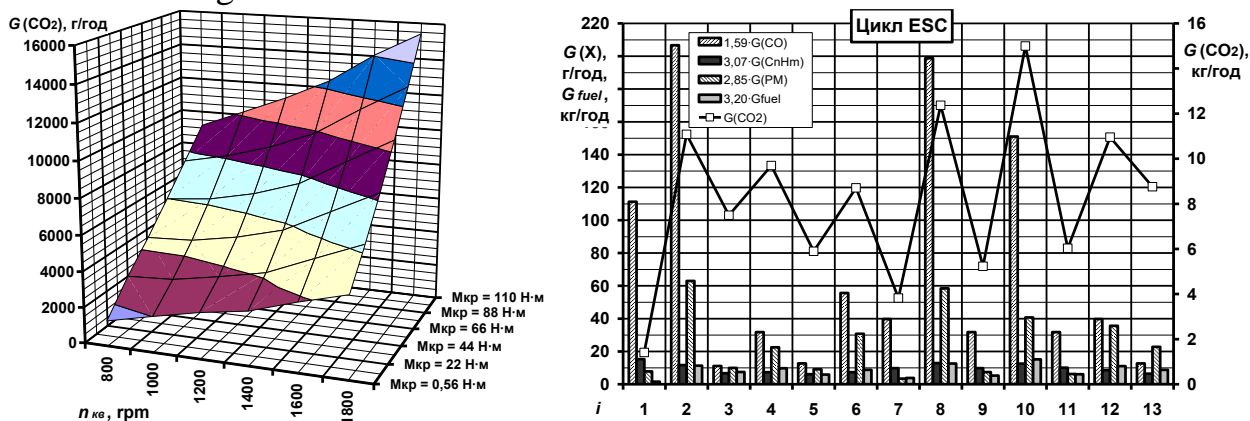 G (CO₂), г/год
16000
14000
12000
10000
8000
6000
4000
2000
0
800
1000
1200
1400
1600
1800
n кв , rpm
Мкр = 110 Н·м
Мкр = 88 Н·м
Мкр = 66 Н·м
Мкр = 44 Н·м
Мкр = 22 Н·м
Мкр = 0,56 Н·м
Цикл ESC
G (X),
г/год,
G fuel ,
кг/год
G (CO₂),
кг/год
1,59·G(CO)
3,07·G(CnHm)
2,85·G(PM)
3,20·Gfuel
G(CO2)
220
200
180
140
120
100
80
60
40
20
0
16
12
10
8
6
4
2
0
i 1 2 3 4 5 6 7 8 9 10 11 12 13